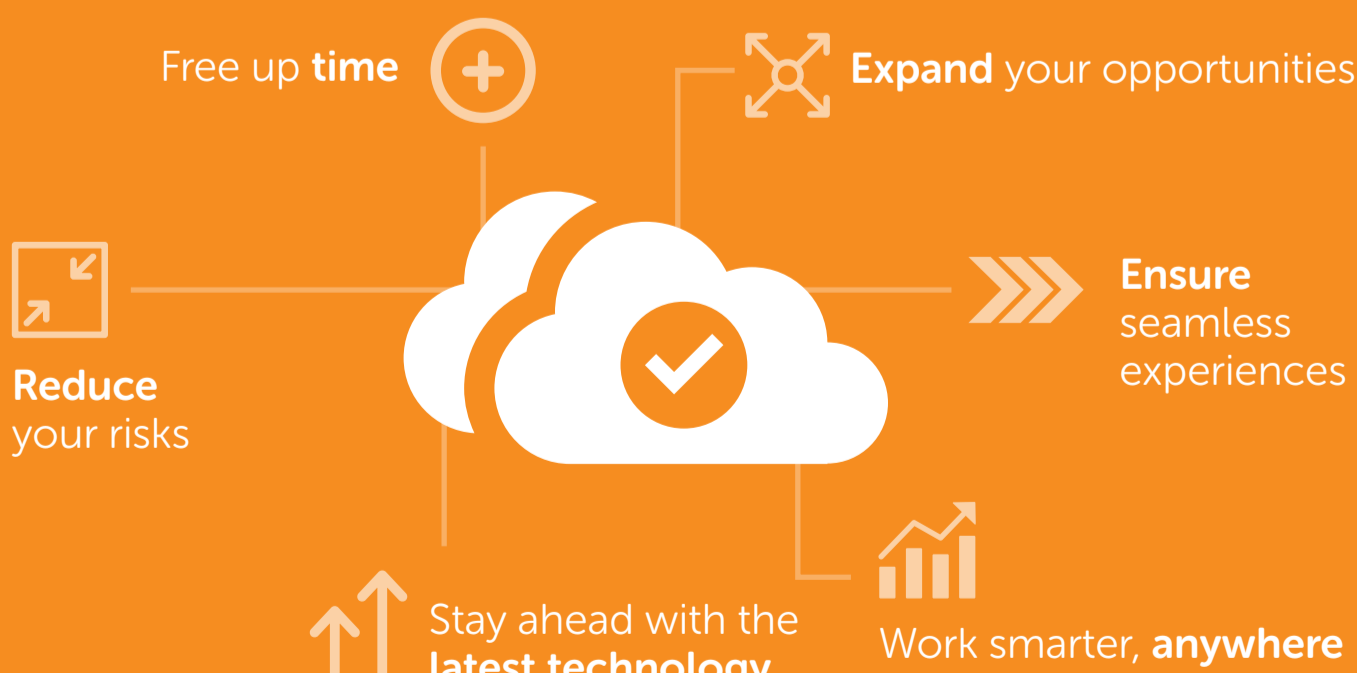 Free up time
Expand your opportunities
Ensure
seamless
experiences
Reduce
your risks
Stay ahead with the
latest technology
Work smarter, anywhere